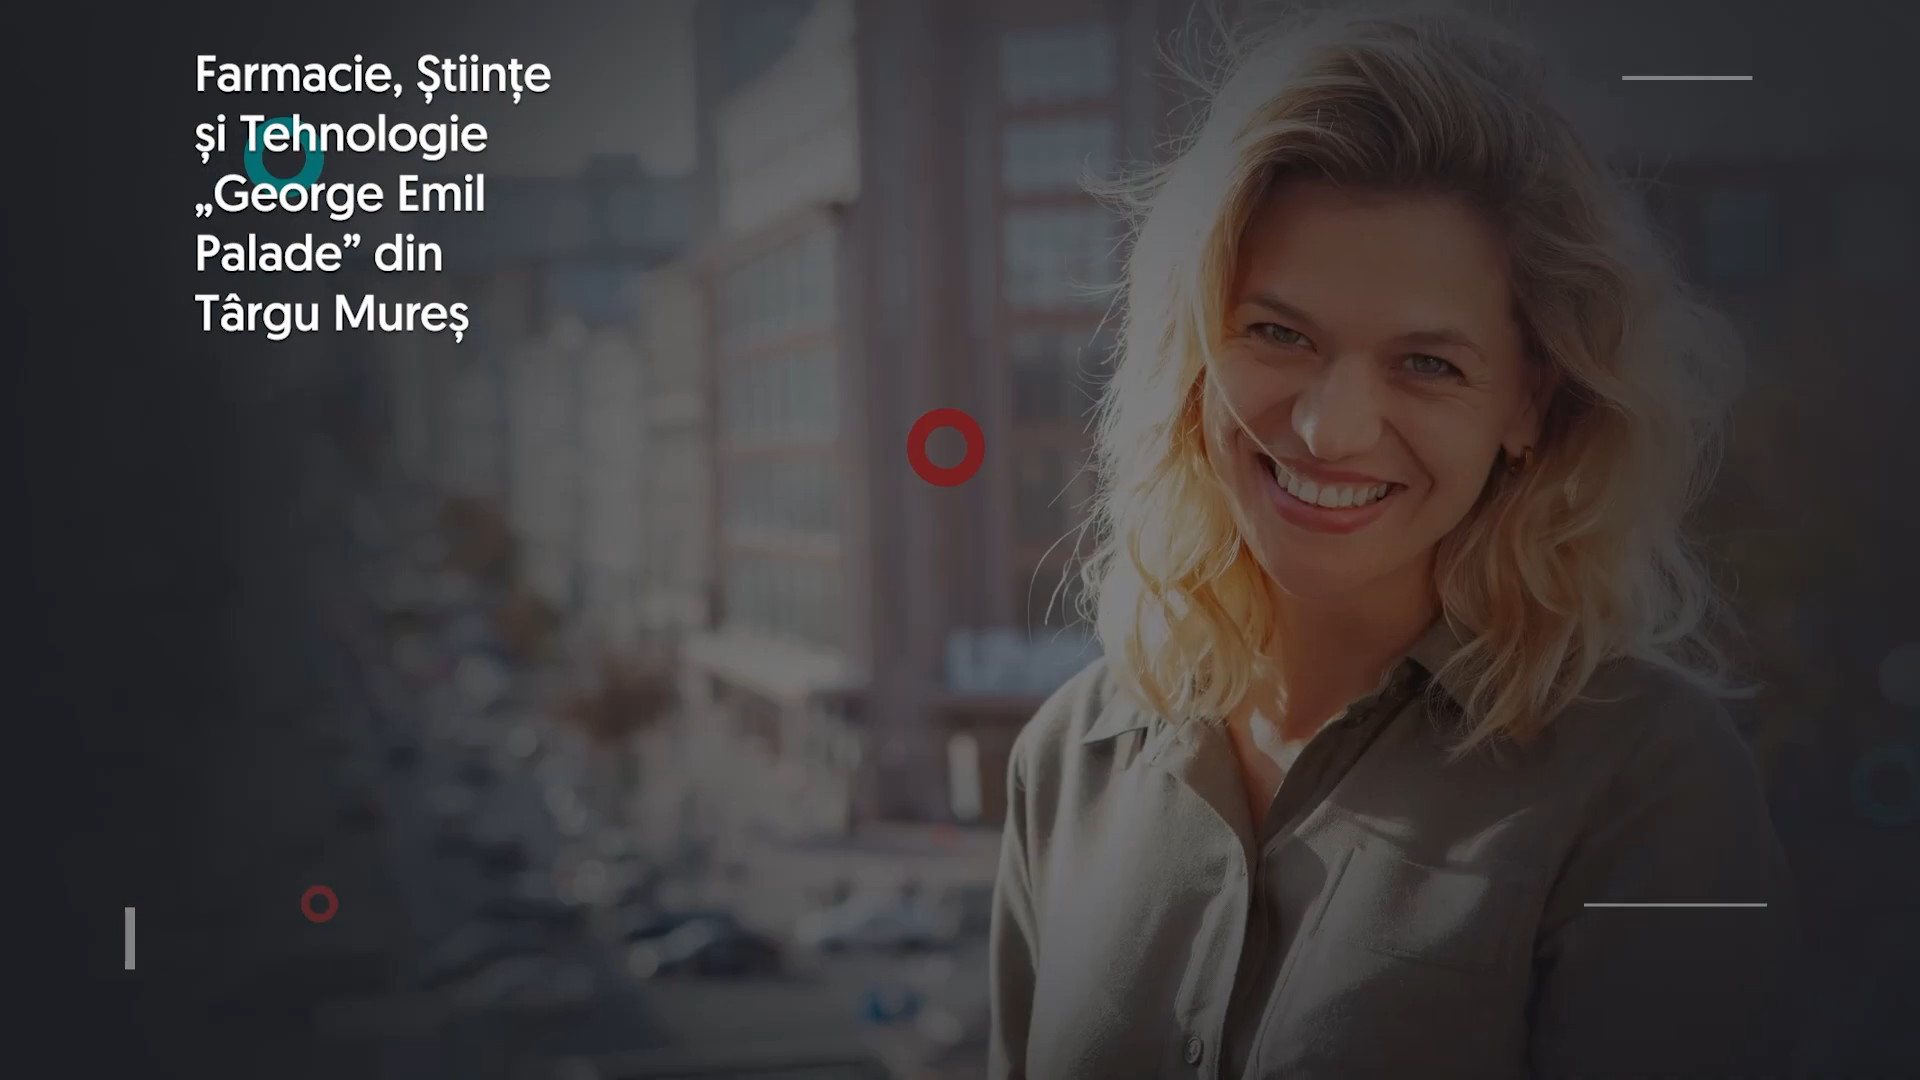 Farmacie, Științe
și Tehnologie
„George Emil
Palade” din
Târgu Mureș